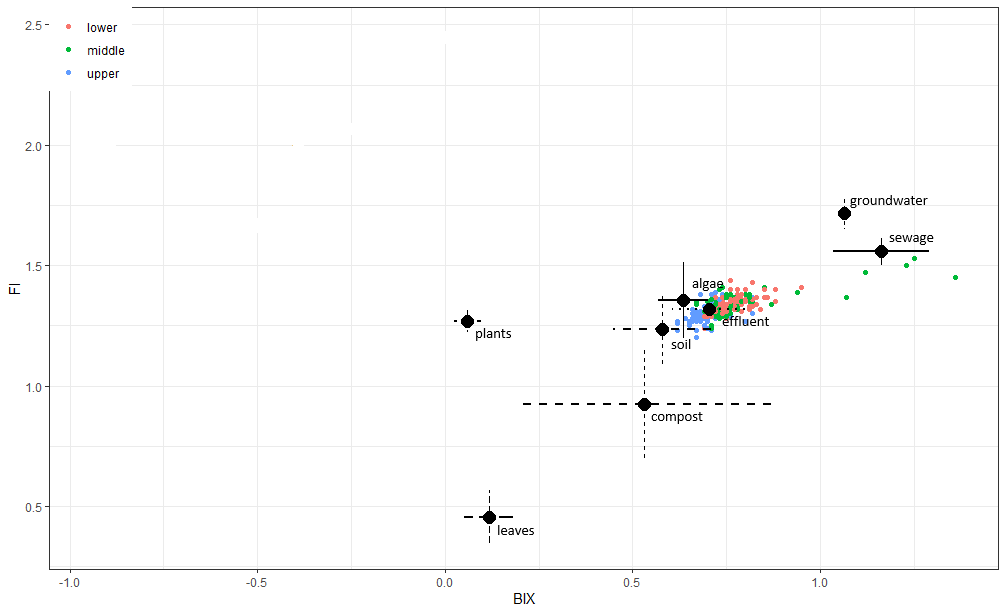 2.5
lower
middle
upper
2.0
groundwater
sewage
1.5
FI
algae
effluent
plants
soil
1.0
compost
0.5
leaves
-1.0 -0.5 0.0 0.5 1.0
BIX